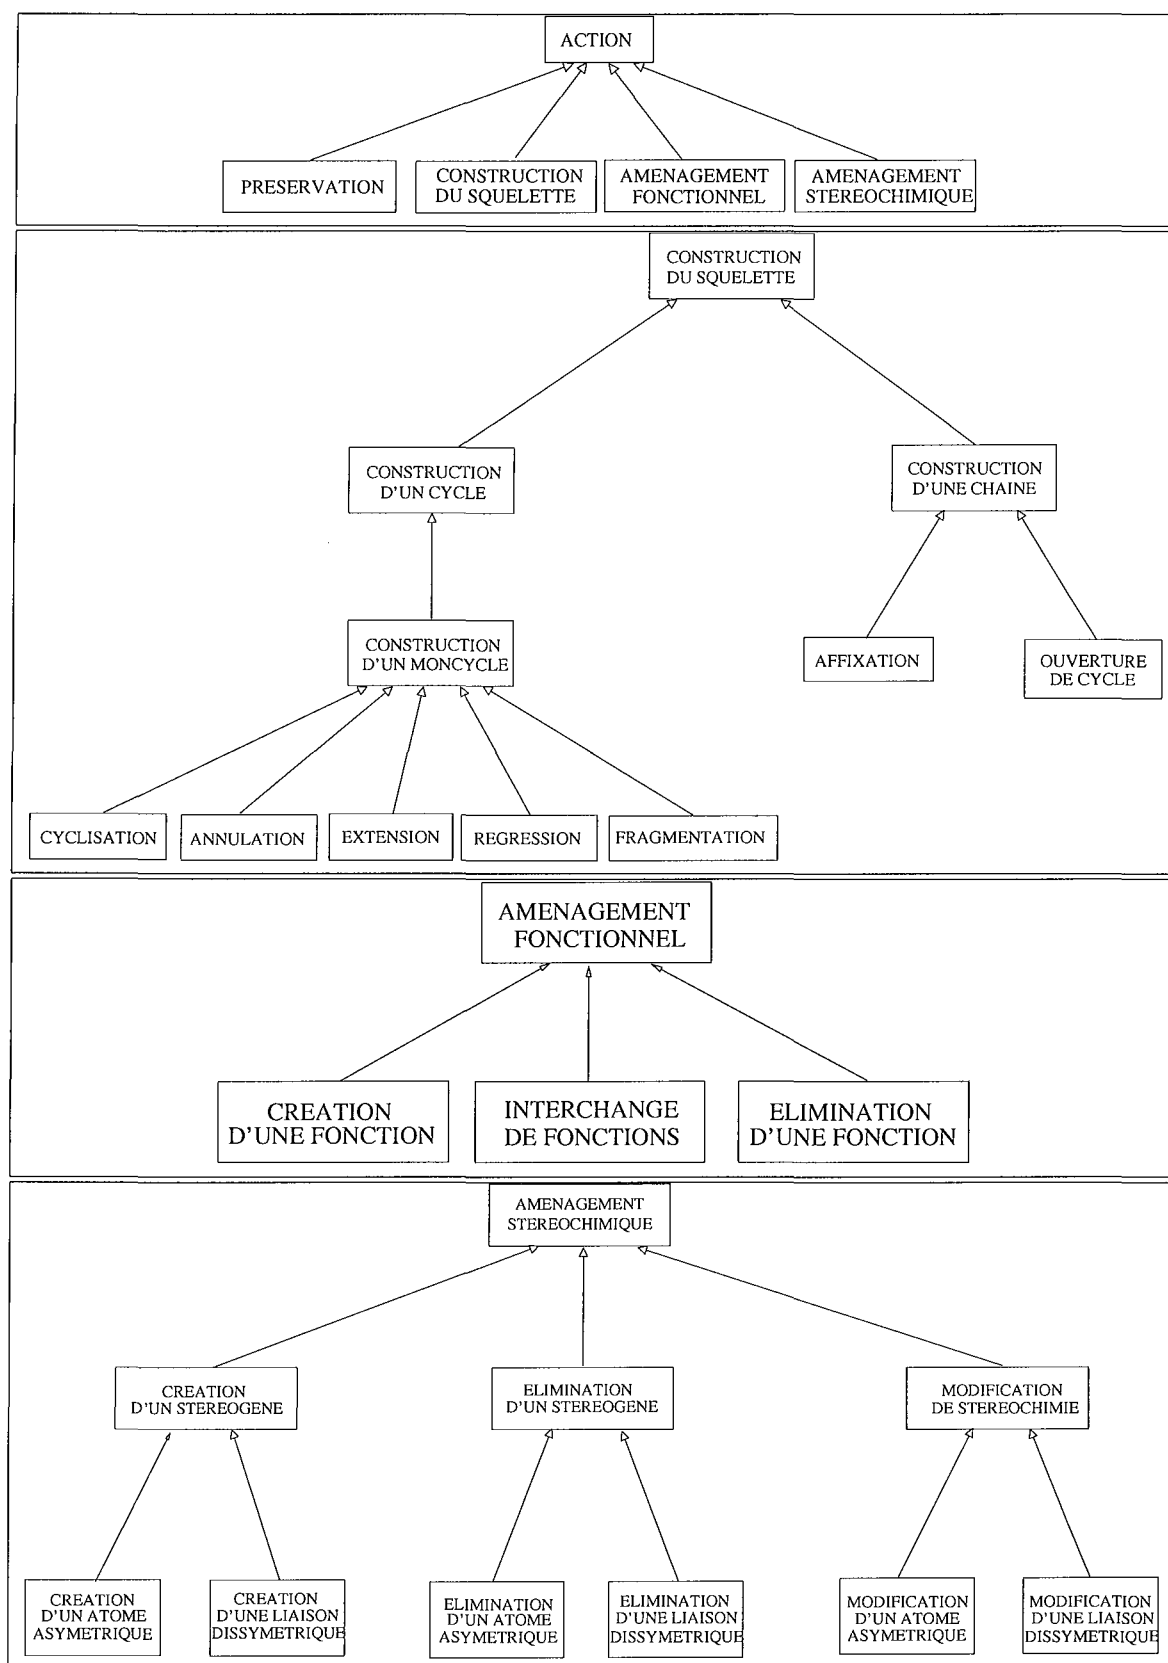 ACTION
PRESERVATION
CONSTRUCTION
DU SQUELETTE
AMENAGEMENT
FONCTIONNEL
AMENAGEMENT
STEREOCHIMIQUE
CONSTRUCTION
DU SQUELETTE
CONSTRUCTION
D'UN CYCLE
CONSTRUCTION
D'UNE CHAINE
CONSTRUCTION
D'UN MONCYCLE
AFFIXATION
OUVERTURE
DE CYCLE
CYCLISATION
ANNULATION
EXTENSION
REGRESSION
FRAGMENTATION
AMENAGEMENT
FONCTIONNEL
CREATION
D'UNE FONCTION
INTERCHANGE
DE FONCTIONS
ELIMINATION
D'UNE FONCTION
AMENAGEMENT
STEREOCHIMIQUE
CREATION
D'UN STEREOGENE
ELIMINATION
D'UN STEREOGENE
MODIFICATION
DE STEREOCHIMIE
CREATION
D'UN ATOME
ASYMETRIQUE
CREATION
D'UNE LIAISON
DISSYMETRIQUE
ELIMINATION
D'UN ATOME
ASYMETRIQUE
ELIMINATION
D'UNE LIAISON
DISSYMETRIQUE
MODIFICATION
D'UN ATOME
ASYMETRIQUE
MODIFICATION
D'UNE LIAISON
DISSYMETRIQUE